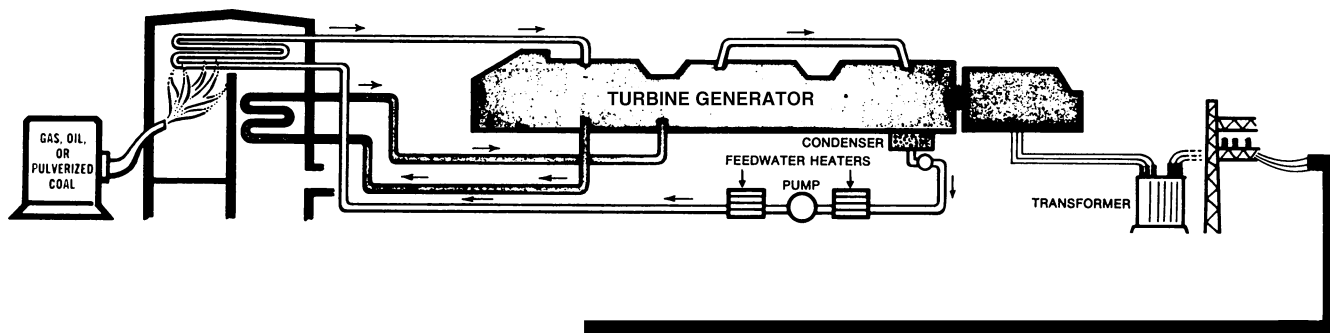 TURBINE GENERATOR
GAS, OIL,
OR
PULVERIZED
COAL
CONDENSER
FEEDWATER HEATERS
PUMP
TRANSFORMER